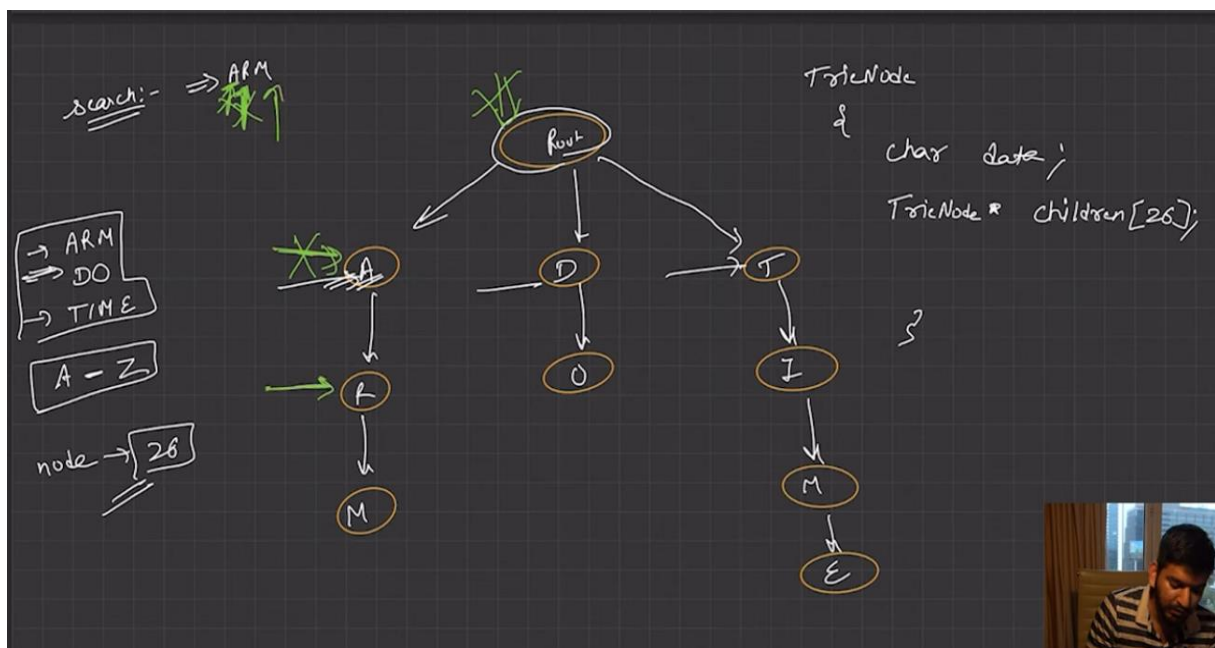 search:- ⇒ ARM
Root
TrieNode
{
char data;
TrieNode* children[26];
}
→ ARM
→ DO
→ TIME
A - Z
node → 26
A
D
T
R
O
I
M
M
E